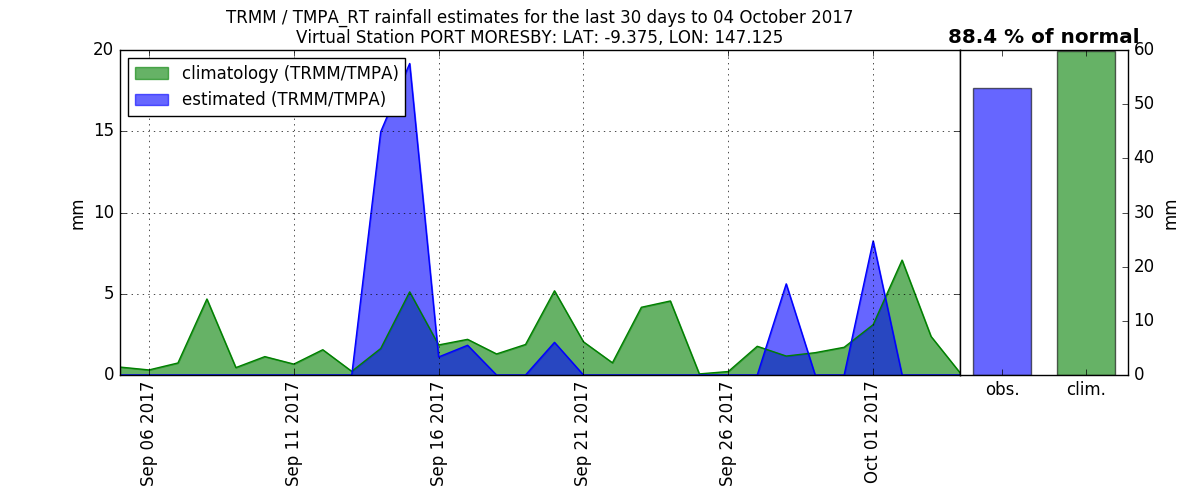 TRMM / TMPA_RT rainfall estimates for the last 30 days to 04 October 2017
Virtual Station PORT MORESBY: LAT: -9.375, LON: 147.125
88.4 % of normal
climatology (TRMM/TMPA)
estimated (TRMM/TMPA)
20
15
10
5
0
mm
Sep 06 2017
Sep 11 2017
Sep 16 2017
Sep 21 2017
Sep 26 2017
Oct 01 2017
60
50
40
30
20
10
0
mm
obs.
clim.